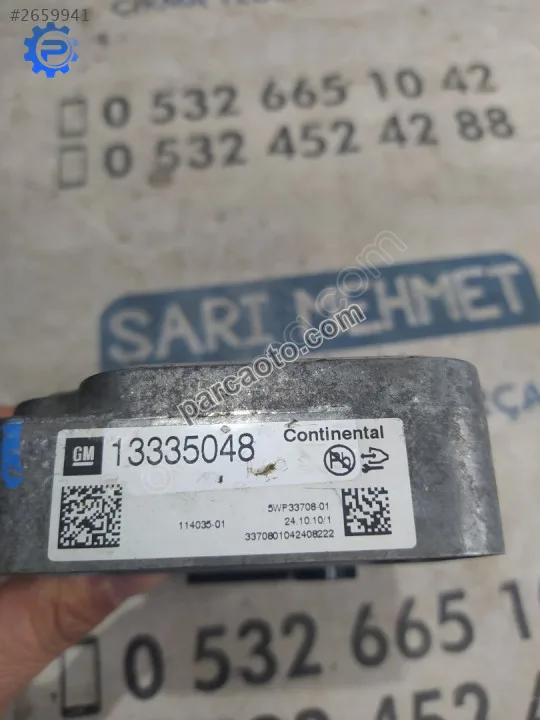 #2659941
0 532 665 10 42
0 532 452 42 88
SARI MEHMET
parcaoto.com
GM
13335048
Continental
Pb
5WP33708-01
114035-01
24.10.10/1
3370801042408222
0 532 665 1